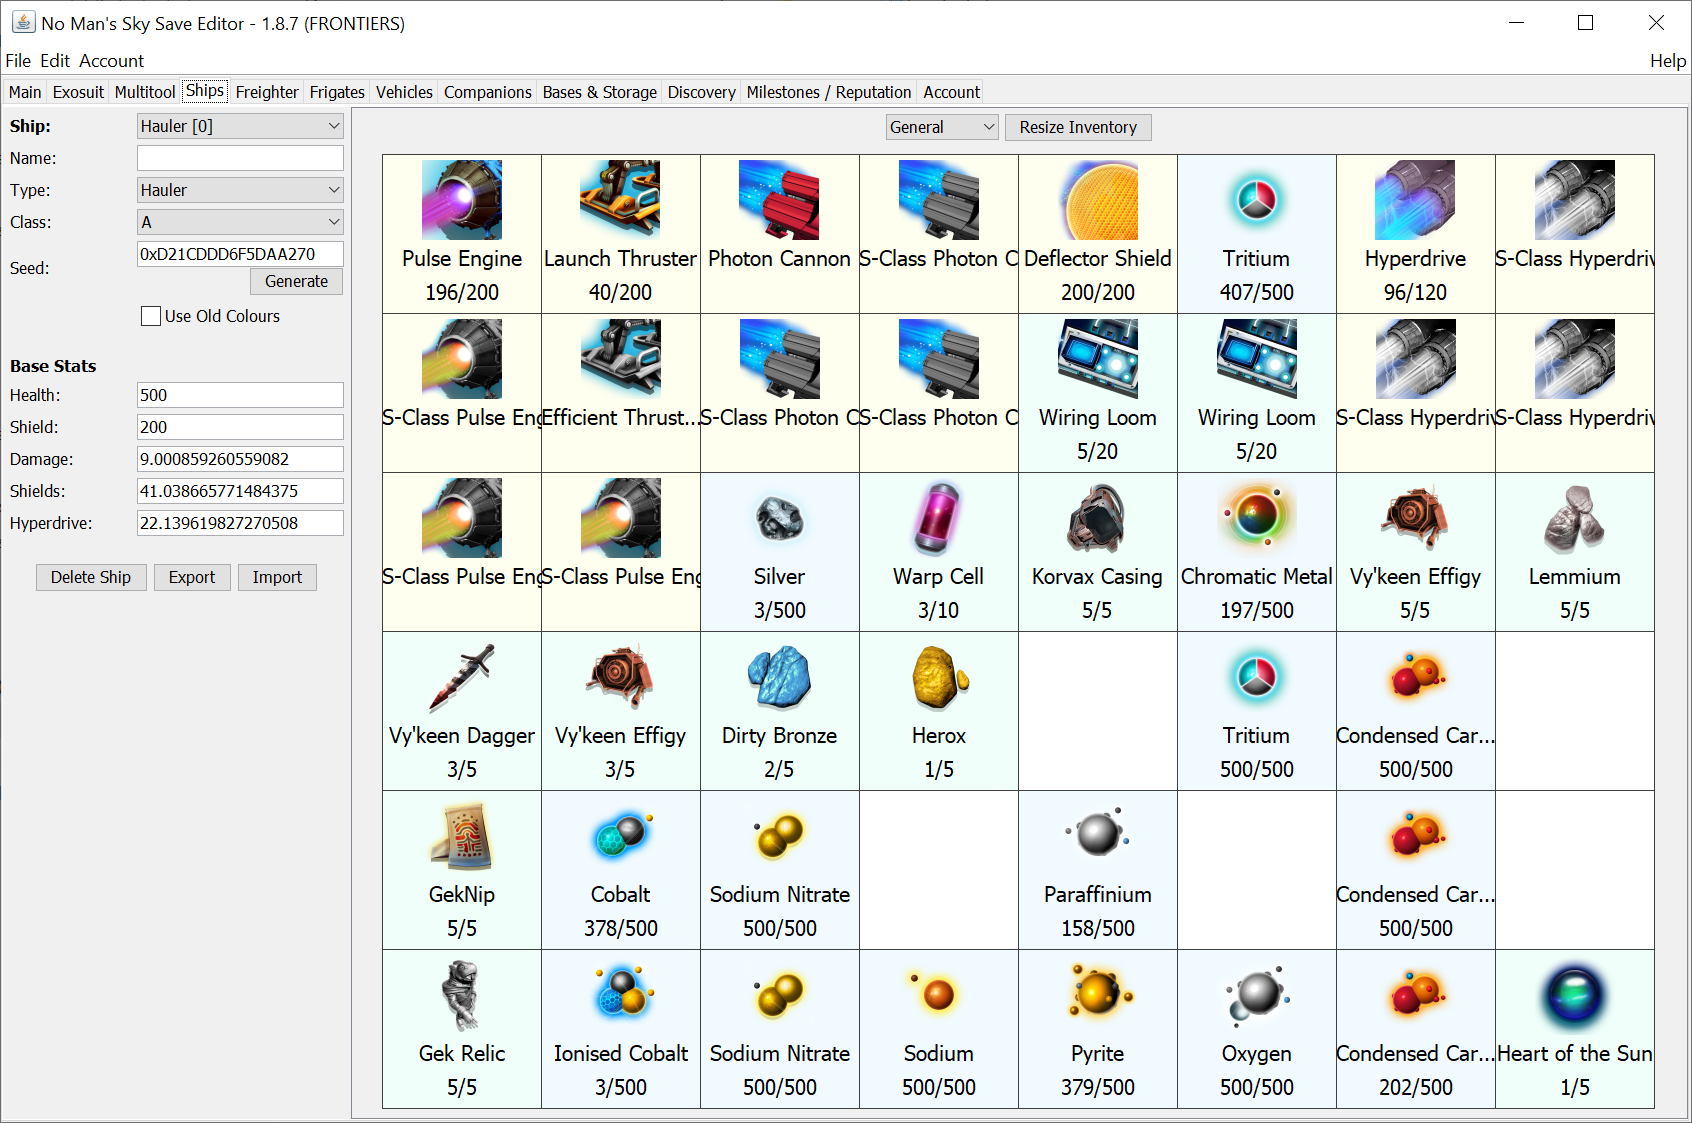 No Man's Sky Save Editor - 1.8.7 (FRONTIERS)
File Edit Account Help
Main Exosuit Multitool Ships Freighter Frigates Vehicles Companions Bases & Storage Discovery Milestones / Reputation Account
Ship: Hauler [0]
Name:
Type: Hauler
Class: A
Seed: 0xD21CDDD6F5DAA270
Generate
Use Old Colours
Base Stats
Health: 500
Shield: 200
Damage: 9.000859260559082
Shields: 41.038665771484375
Hyperdrive: 22.139619827270508
Delete Ship Export Import
General Resize Inventory
Pulse Engine Launch Thruster Photon Cannon S-Class Photon C Deflector Shield Tritium Hyperdrive S-Class Hyperdriv
196/200 40/200 200/200 407/500 96/120
S-Class Pulse Eng Efficient Thrust... S-Class Photon C S-Class Photon C Wiring Loom Wiring Loom S-Class Hyperdriv S-Class Hyperdriv
5/20 5/20
S-Class Pulse Eng S-Class Pulse Eng Silver Warp Cell Korvax Casing Chromatic Metal Vy'keen Effigy Lemmium
3/500 3/10 5/5 197/500 5/5 5/5
Vy'keen Dagger Vy'keen Effigy Dirty Bronze Herox Tritium Condensed Car...
3/5 3/5 2/5 1/5 500/500 500/500
GekNip Cobalt Sodium Nitrate Paraffinium Condensed Car...
5/5 378/500 500/500 158/500 500/500
Gek Relic Ionised Cobalt Sodium Nitrate Sodium Pyrite Oxygen Condensed Car... Heart of the Sun
5/5 3/500 500/500 500/500 379/500 500/500 202/500 1/5